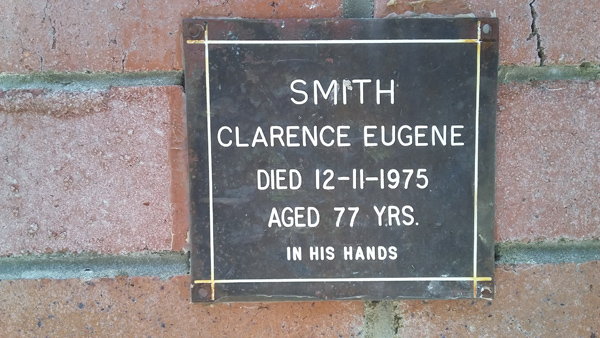 SMITH
CLARENCE EUGENE
DIED 12-11-1975
AGED 77 YRS.
IN HIS HANDS